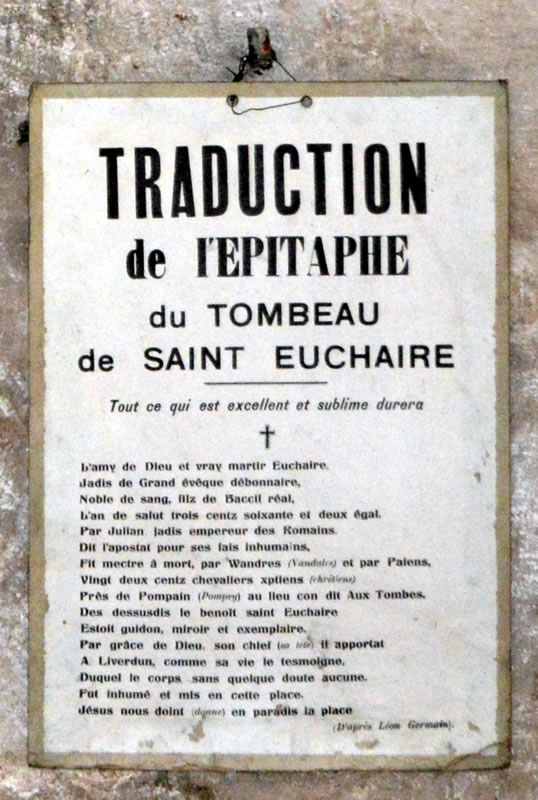 TRADUCTION
de l'EPITAPHE
du TOMBEAU
de SAINT EUCHAIRE
Tout ce qui est excellent et sublime durera
L'amy de Dieu et vray martir Euchaire,
Jadis de Grand évêque débonnaire,
Noble de sang, filz de Baccil réal,
L'an de salut trois centz soixante et deux égal,
Par Julian jadis empereur des Romains,
Dit l'apostat pour ses fais inhumains,
Fit mectre à mort, par Wandres (Vandales) et par Païens,
Vingt deux centz chevaliers xptiens (chrétiens)
Près de Pompain (Pompey) au lieu con dit Aux Tombes.
Des dessusdis le benoit saint Euchaire
Estoit guidon, miroir et exemplaire.
Par grâce de Dieu, son chief (sa tête) il apportat
A Liverdun, comme sa vie le tesmoigne,
Duquel le corps sans quelque doute aucune.
Fut inhumé et mis en cette place.
Jésus nous doint (donne) en paradis la place
(D'après Léon Germain).